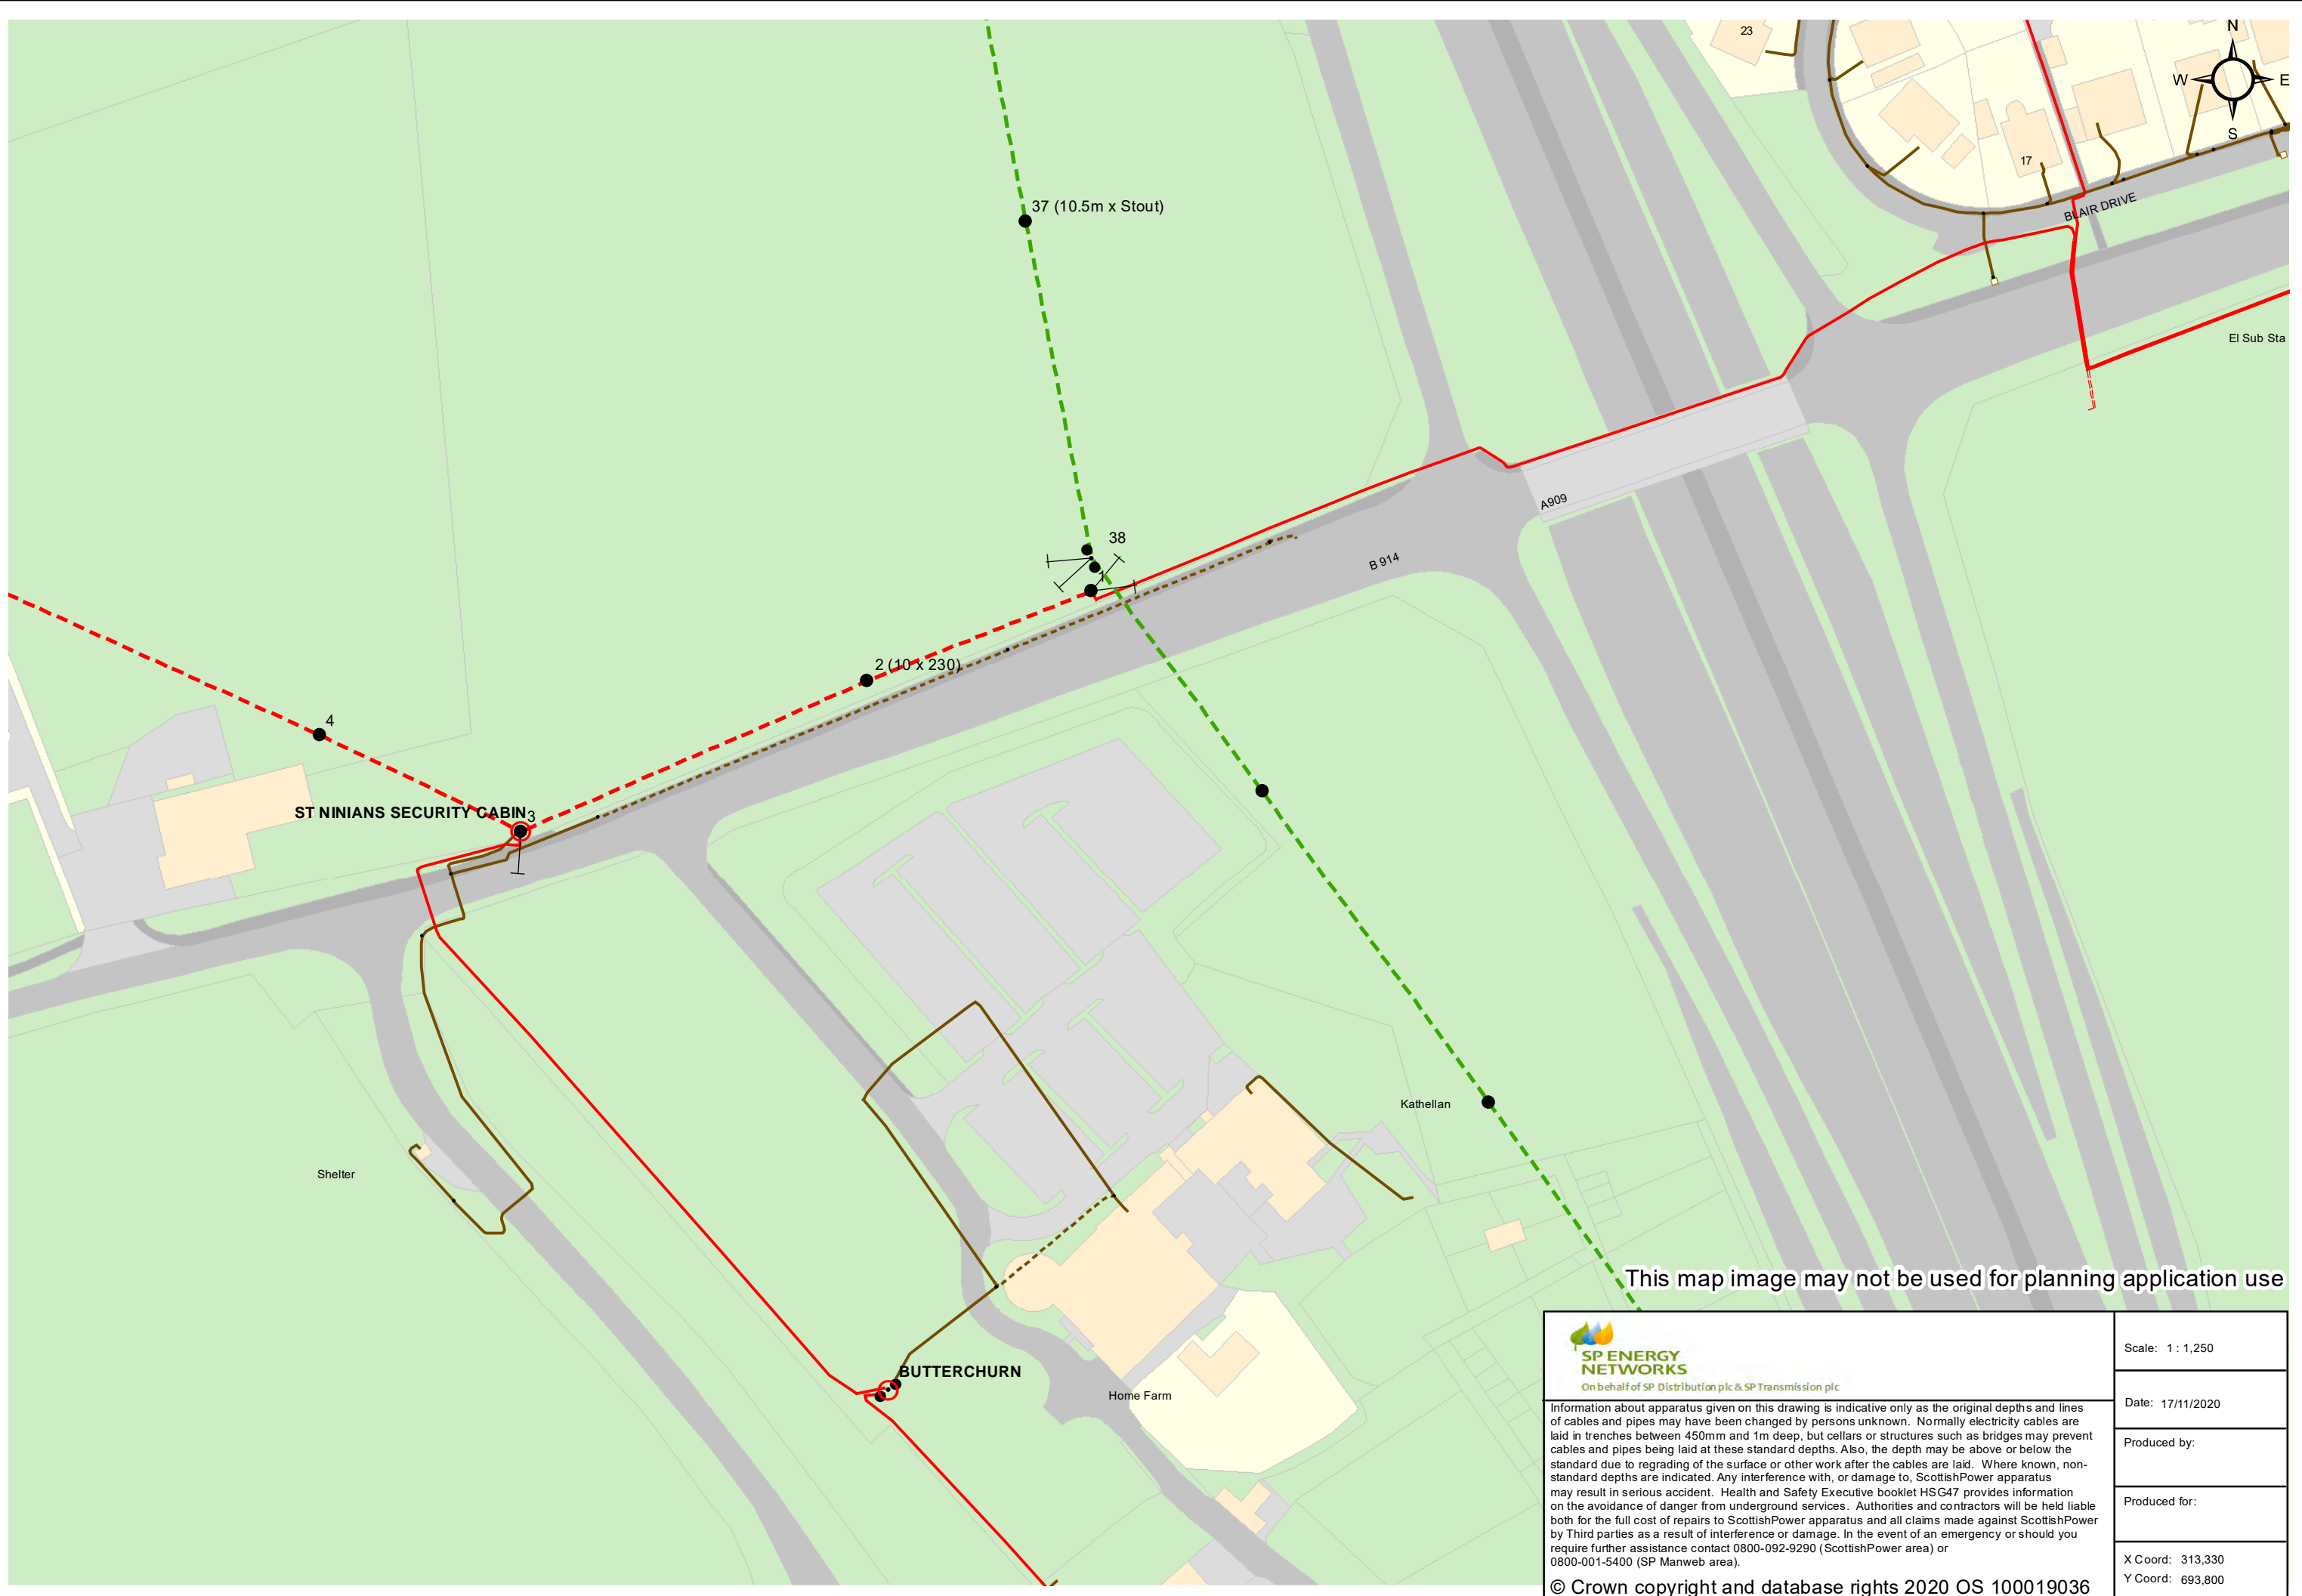 23
N
W
E
S
17
BLAIR DRIVE
37 (10.5m x Stout)
El Sub Sta
A909
38
1
B 914
2 (10 x 230)
4
ST NINIANS SECURITY CABIN
3
Kathellan
Shelter
BUTTERCHURN
Home Farm
This map image may not be used for planning application use
SP ENERGY
NETWORKS
On behalf of SP Distribution plc & SP Transmission plc
Information about apparatus given on this drawing is indicative only as the original depths and lines
of cables and pipes may have been changed by persons unknown. Normally electricity cables are
laid in trenches between 450mm and 1m deep, but cellars or structures such as bridges may prevent
cables and pipes being laid at these standard depths. Also, the depth may be above or below the
standard due to regrading of the surface or other work after the cables are laid. Where known, non-
standard depths are indicated. Any interference with, or damage to, ScottishPower apparatus
may result in serious accident. Health and Safety Executive booklet HSG47 provides information
on the avoidance of danger from underground services. Authorities and contractors will be held liable
both for the full cost of repairs to ScottishPower apparatus and all claims made against ScottishPower
by Third parties as a result of interference or damage. In the event of an emergency or should you
require further assistance contact 0800-092-9290 (ScottishPower area) or
0800-001-5400 (SP Manweb area).
© Crown copyright and database rights 2020 OS 100019036
Scale: 1 : 1,250
Date: 17/11/2020
Produced by:
Produced for:
X Coord: 313,330
Y Coord: 693,800